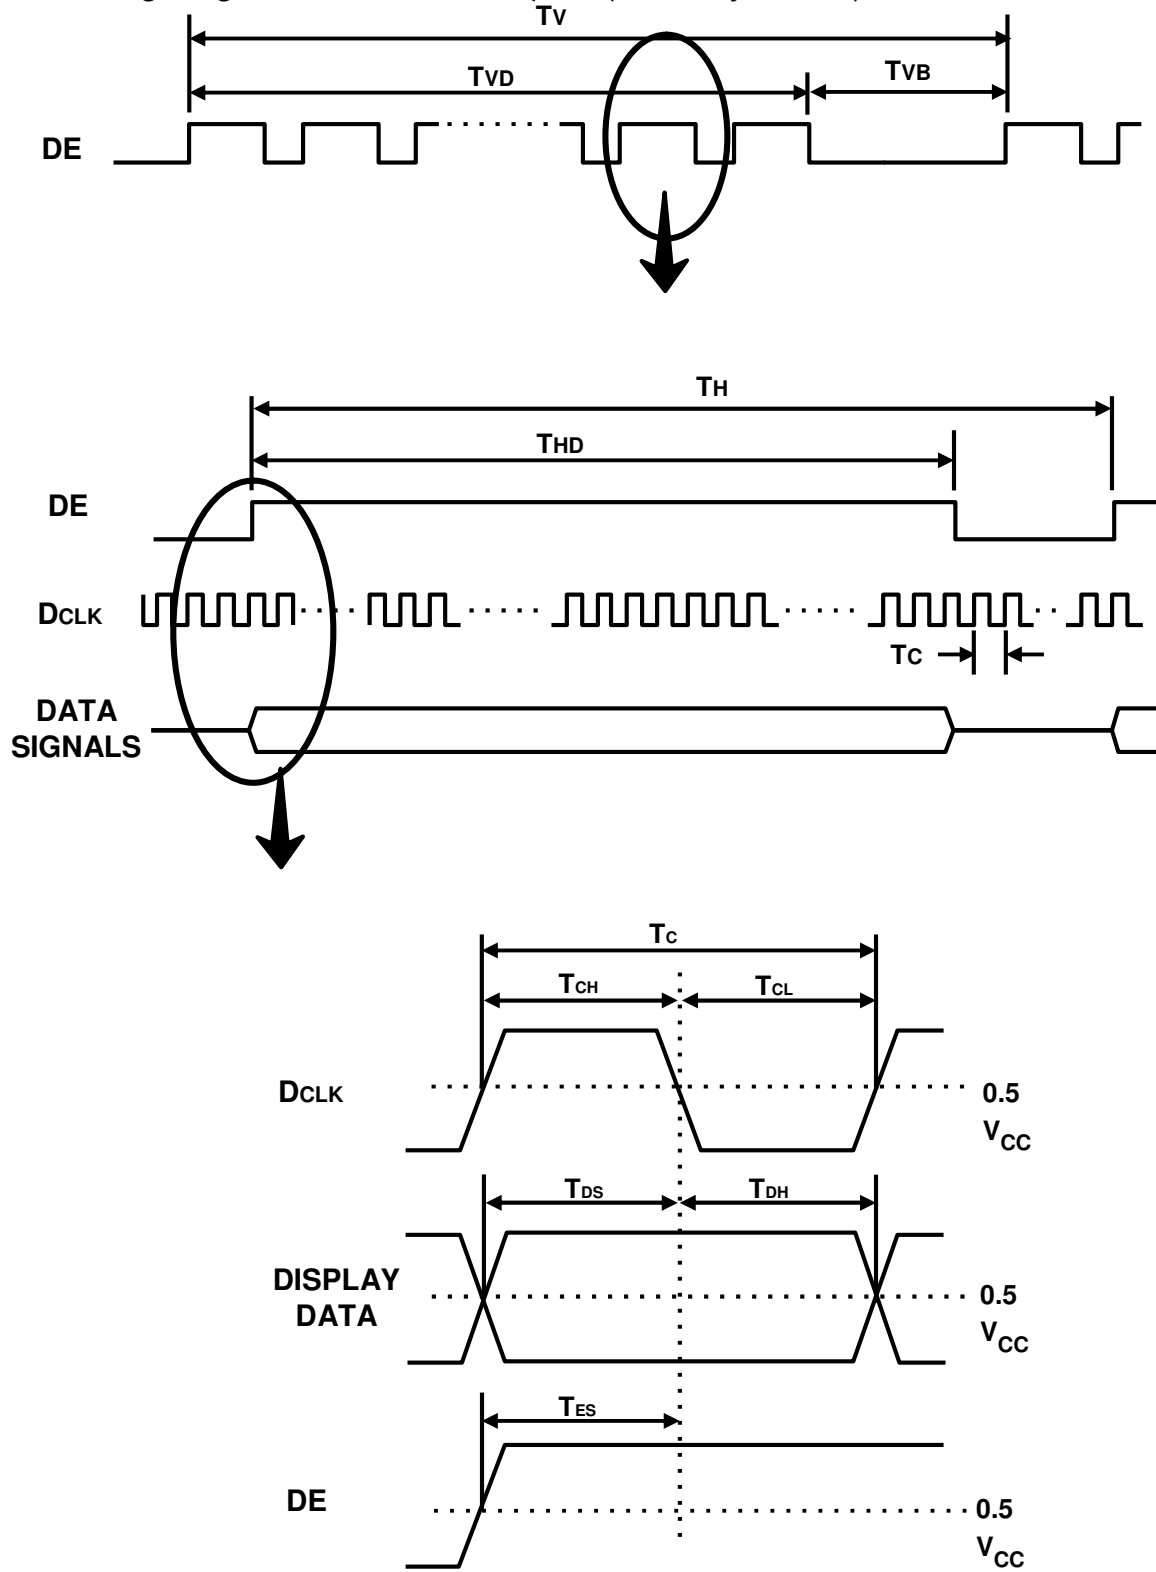 TV
TVD
TVB
DE
TH
THD
DE
DCLK
TC
DATA
SIGNALS
TC
TCH
TCL
DCLK
0.5
VCC
TDS
TDH
DISPLAY
DATA
0.5
VCC
TES
DE
0.5
VCC